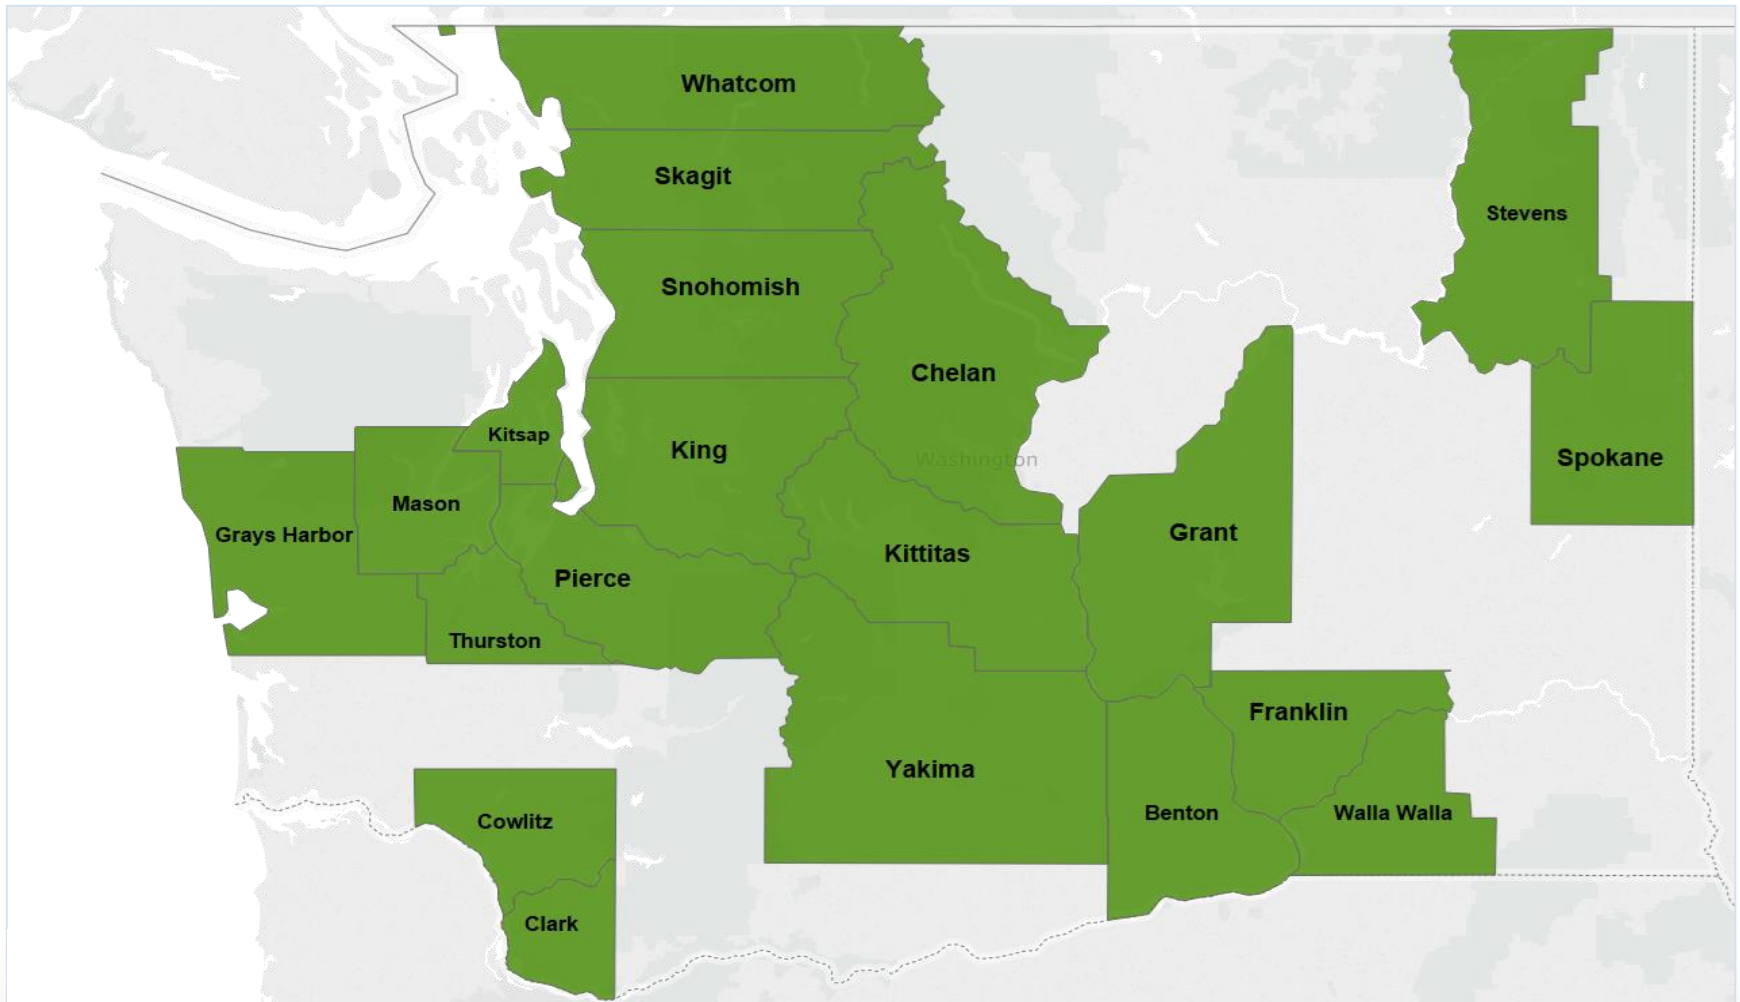 Whatcom
Skagit
Stevens
Snohomish
Chelan
Kitsap
King
Washington
Spokane
Mason
Grays Harbor
Grant
Kittitas
Pierce
Thurston
Franklin
Yakima
Cowlitz
Benton
Walla Walla
Clark